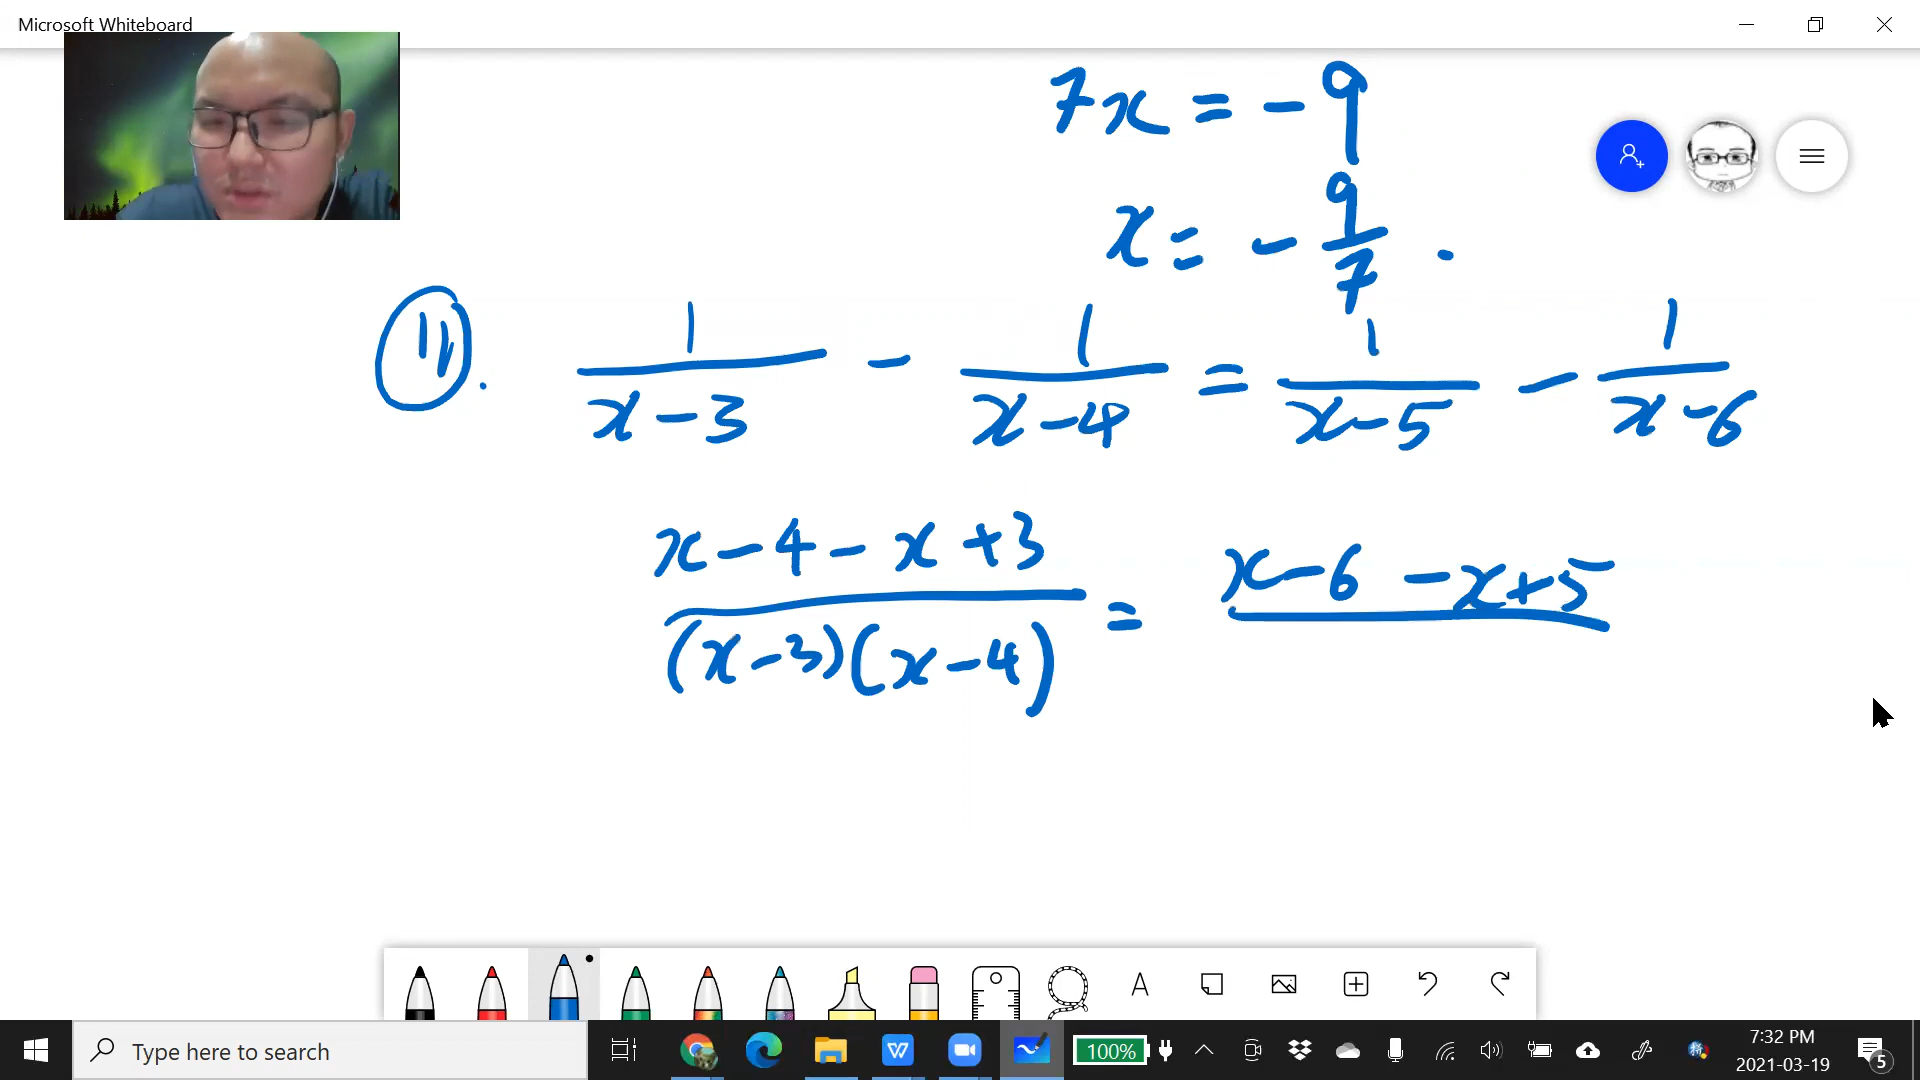 Microsoft Whiteboard
7x = -9
x = -9/7 .
11. 1/(x-3) - 1/(x-4) = 1/(x-5) - 1/(x-6)
(x-4-x+3)/((x-3)(x-4)) = x-6-x+5
A
Type here to search
W
100%
7:32 PM
2021-03-19
5